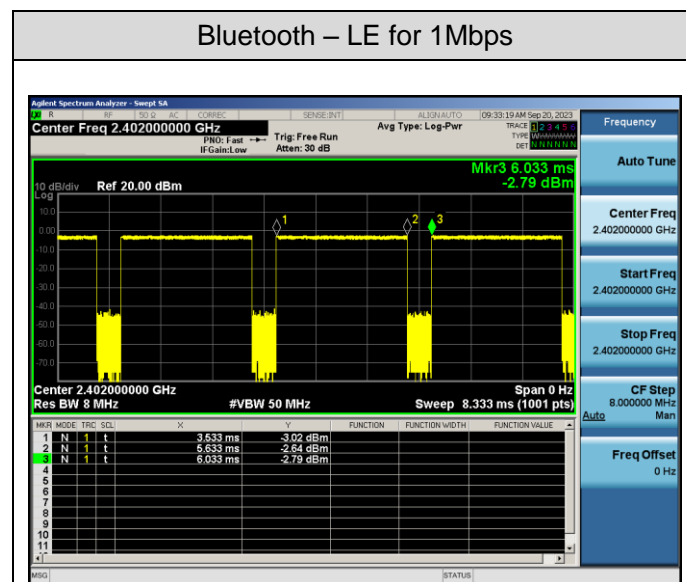 Bluetooth – LE for 1Mbps
Agilent Spectrum Analyzer - Swept SA
R RF 50 Ω AC CORREC SENSE:INT ALIGN AUTO 09:33:19 AM Sep 20, 2023
Center Freq 2.402000000 GHz
PNO: Fast
IFGain:Low
Trig: Free Run
Atten: 30 dB
Avg Type: Log-Pwr
TRACE 1 2 3 4 5 6
TYPE
DET N N N N N N
Mkr3 6.033 ms
-2.79 dBm
10 dB/div Ref 20.00 dBm
Log
10.0
0.00
-10.0
-20.0
-30.0
-40.0
-50.0
-60.0
-70.0
1
2
3
Center 2.402000000 GHz Span 0 Hz
Res BW 8 MHz #VBW 50 MHz Sweep 8.333 ms (1001 pts)
MKR MODE TRC SCL X Y FUNCTION FUNCTION WIDTH FUNCTION VALUE
1 N 1 t 3.533 ms -3.02 dBm
2 N 1 t 5.633 ms -2.64 dBm
3 N 1 t 6.033 ms -2.79 dBm
4
5
6
7
8
9
10
11
MSG STATUS
Frequency
Auto Tune
Center Freq
2.402000000 GHz
Start Freq
2.402000000 GHz
Stop Freq
2.402000000 GHz
CF Step
8.000000 MHz
Auto Man
Freq Offset
0 Hz